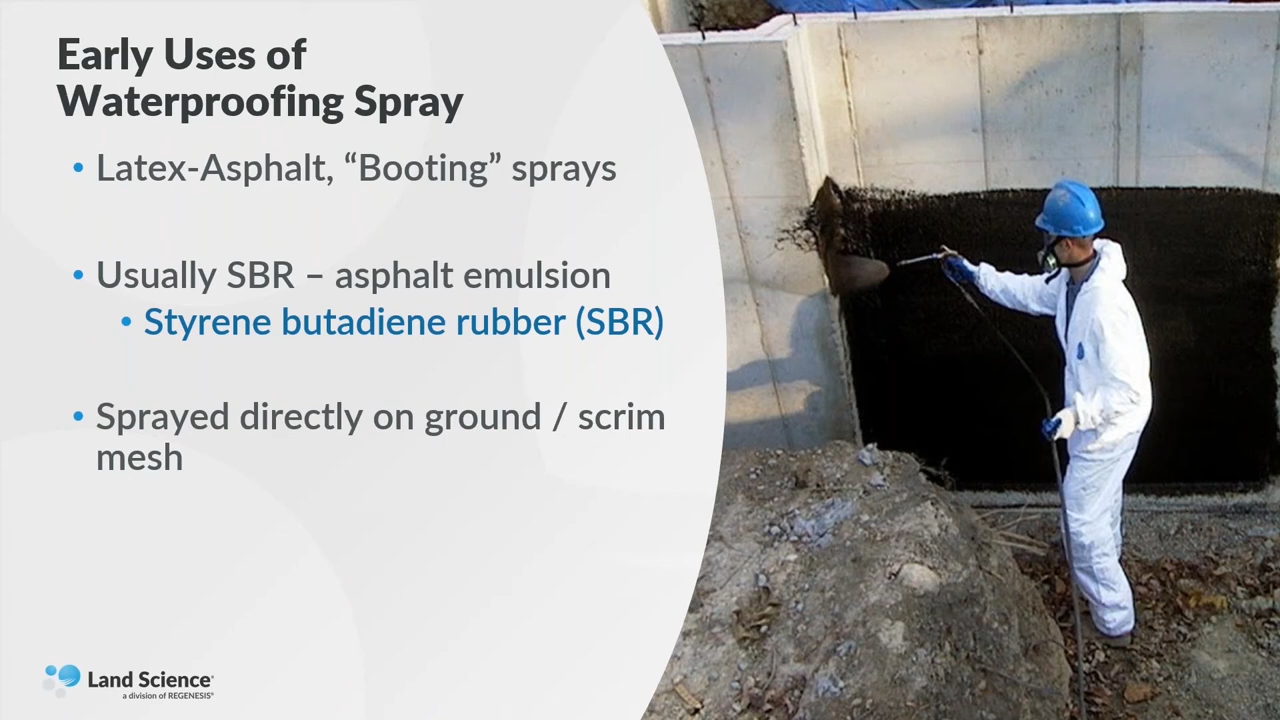 Early Uses of
Waterproofing Spray
• Latex-Asphalt, “Booting” sprays
• Usually SBR – asphalt emulsion
• Styrene butadiene rubber (SBR)
• Sprayed directly on ground / scrim
mesh
Land Science®
a division of REGENESIS®